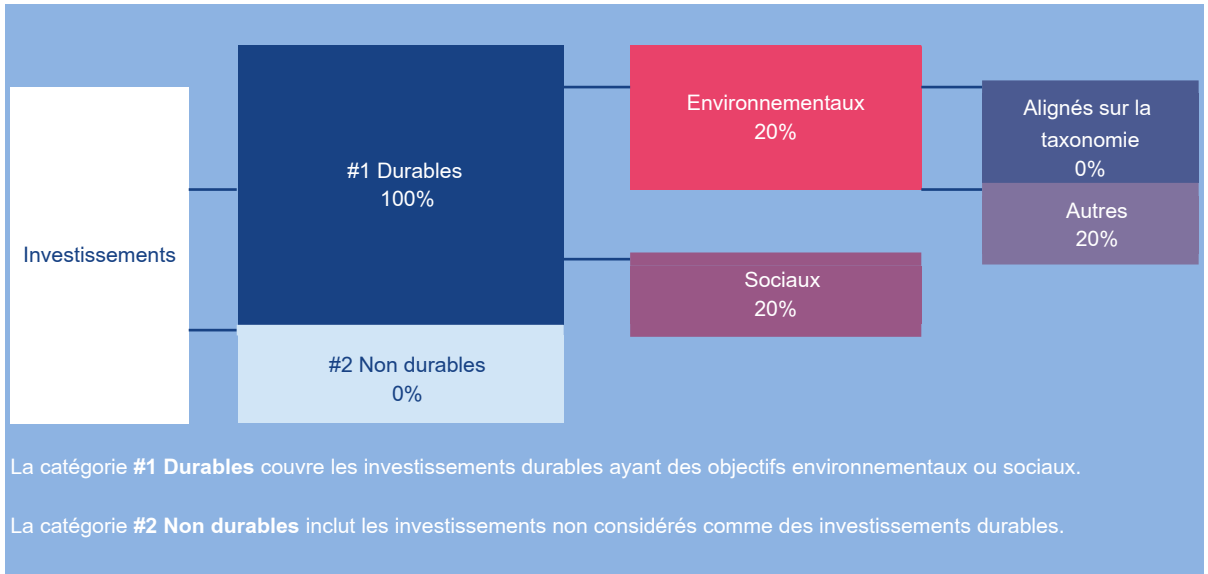 Investissements
#1 Durables
100%
#2 Non durables
0%
Environnementaux
20%
Sociaux
20%
Alignés sur la
taxonomie
0%
Autres
20%
La catégorie #1 Durables couvre les investissements durables ayant des objectifs environnementaux ou sociaux.
La catégorie #2 Non durables inclut les investissements non considérés comme des investissements durables.